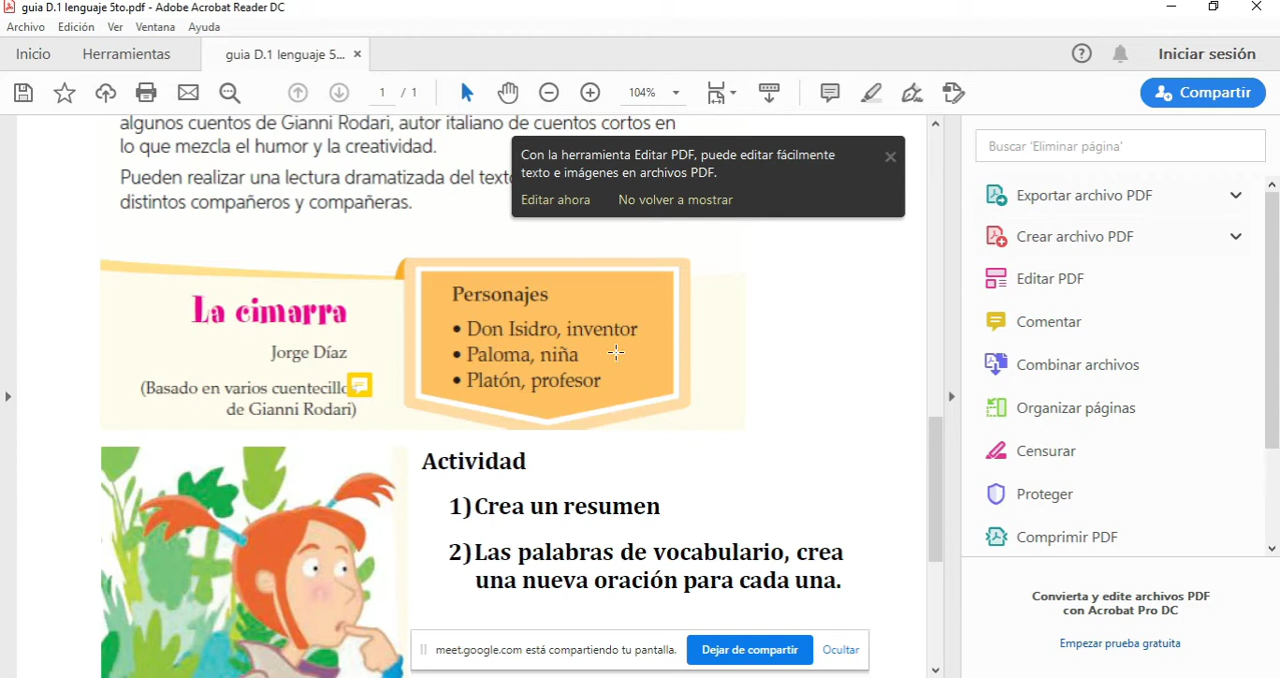 guia D.1 lenguaje 5to.pdf - Adobe Acrobat Reader DC
Archivo Edición Ver Ventana Ayuda
Inicio Herramientas guia D.1 lenguaje 5... × Iniciar sesión
1 / 1 104% Compartir
algunos cuentos de Gianni Rodari, autor italiano de cuentos cortos en
lo que mezcla el humor y la creatividad.
Pueden realizar una lectura dramatizada del texto
distintos compañeros y compañeras.
Con la herramienta Editar PDF, puede editar fácilmente
texto e imágenes en archivos PDF.
Editar ahora No volver a mostrar
La cimarra
Jorge Díaz
(Basado en varios cuentecillo
de Gianni Rodari)
Personajes
• Don Isidro, inventor
• Paloma, niña
• Platón, profesor
Actividad
1) Crea un resumen
2) Las palabras de vocabulario, crea
una nueva oración para cada una.
meet.google.com está compartiendo tu pantalla. Dejar de compartir Ocultar
Buscar 'Eliminar página'
Exportar archivo PDF
Crear archivo PDF
Editar PDF
Comentar
Combinar archivos
Organizar páginas
Censurar
Proteger
Comprimir PDF
Convierta y edite archivos PDF
con Acrobat Pro DC
Empezar prueba gratuita